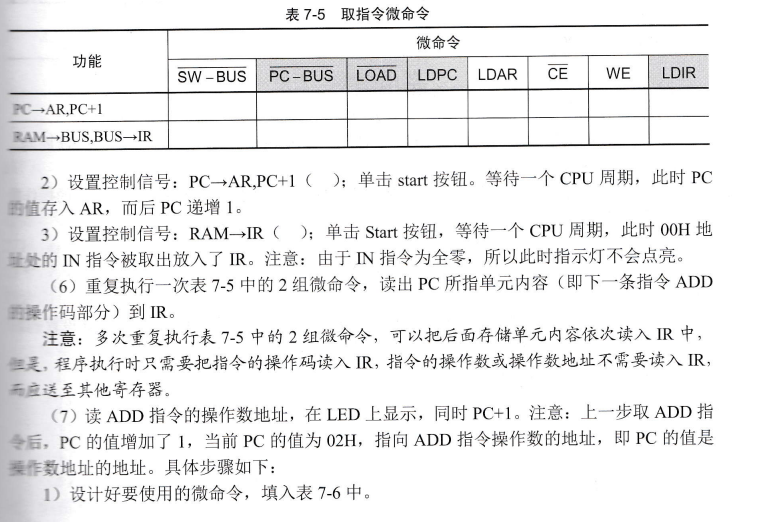 表 7-5 取指令微命令
功能
微命令
SW－BUS PC－BUS LOAD LDPC LDAR CE WE LDIR
PC→AR,PC+1
RAM→BUS,BUS→IR
2）设置控制信号：PC→AR,PC+1（ ）；单击 start 按钮。等待一个 CPU 周期，此时 PC
的值存入 AR，而后 PC 递增 1。
3）设置控制信号：RAM→IR（ ）；单击 Start 按钮，等待一个 CPU 周期，此时 00H 地
址处的 IN 指令被取出放入了 IR。注意：由于 IN 指令为全零，所以此时指示灯不会点亮。
（6）重复执行一次表 7-5 中的 2 组微命令，读出 PC 所指单元内容（即下一条指令 ADD
的操作码部分）到 IR。
注意：多次重复执行表 7-5 中的 2 组微命令，可以把后面存储单元内容依次读入 IR 中，
但是，程序执行时只需要把指令的操作码读入 IR，指令的操作数或操作数地址不需要读入 IR，
而应送至其他寄存器。
（7）读 ADD 指令的操作数地址，在 LED 上显示，同时 PC+1。注意：上一步取 ADD 指
令后，PC 的值增加了 1，当前 PC 的值为 02H，指向 ADD 指令操作数的地址，即 PC 的值是
操作数地址的地址。具体步骤如下：
1）设计好要使用的微命令，填入表 7-6 中。